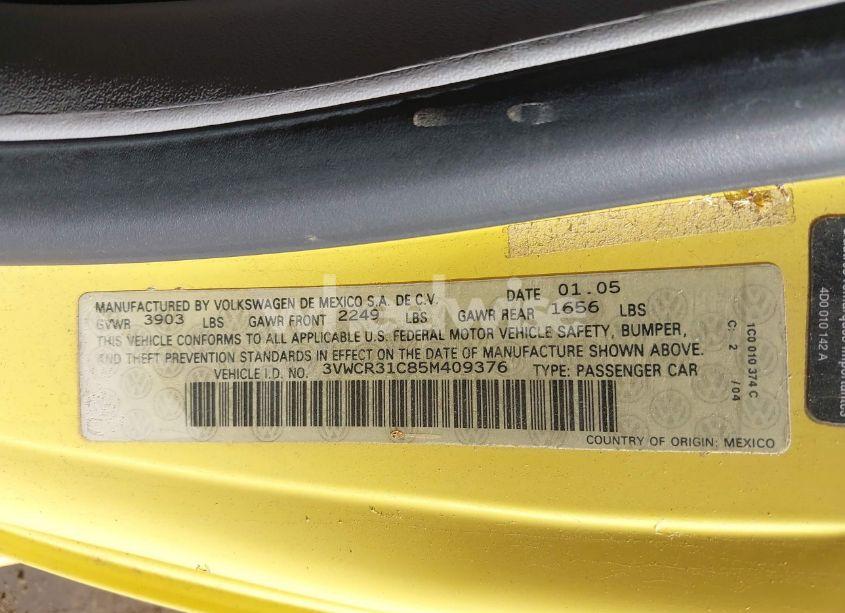 MANUFACTURED BY VOLKSWAGEN DE MEXICO S.A. DE C.V. DATE 01.05
GVWR 3903 LBS GAWR FRONT 2249 LBS GAWR REAR 1656 LBS
THIS VEHICLE CONFORMS TO ALL APPLICABLE U.S. FEDERAL MOTOR VEHICLE SAFETY, BUMPER,
AND THEFT PREVENTION STANDARDS IN EFFECT ON THE DATE OF MANUFACTURE SHOWN ABOVE.
VEHICLE I.D. NO. 3VWCR31C85M409376 TYPE: PASSENGER CAR
COUNTRY OF ORIGIN: MEXICO
1C0 010 374 C
C: 2 /04
4D0 010 142 A